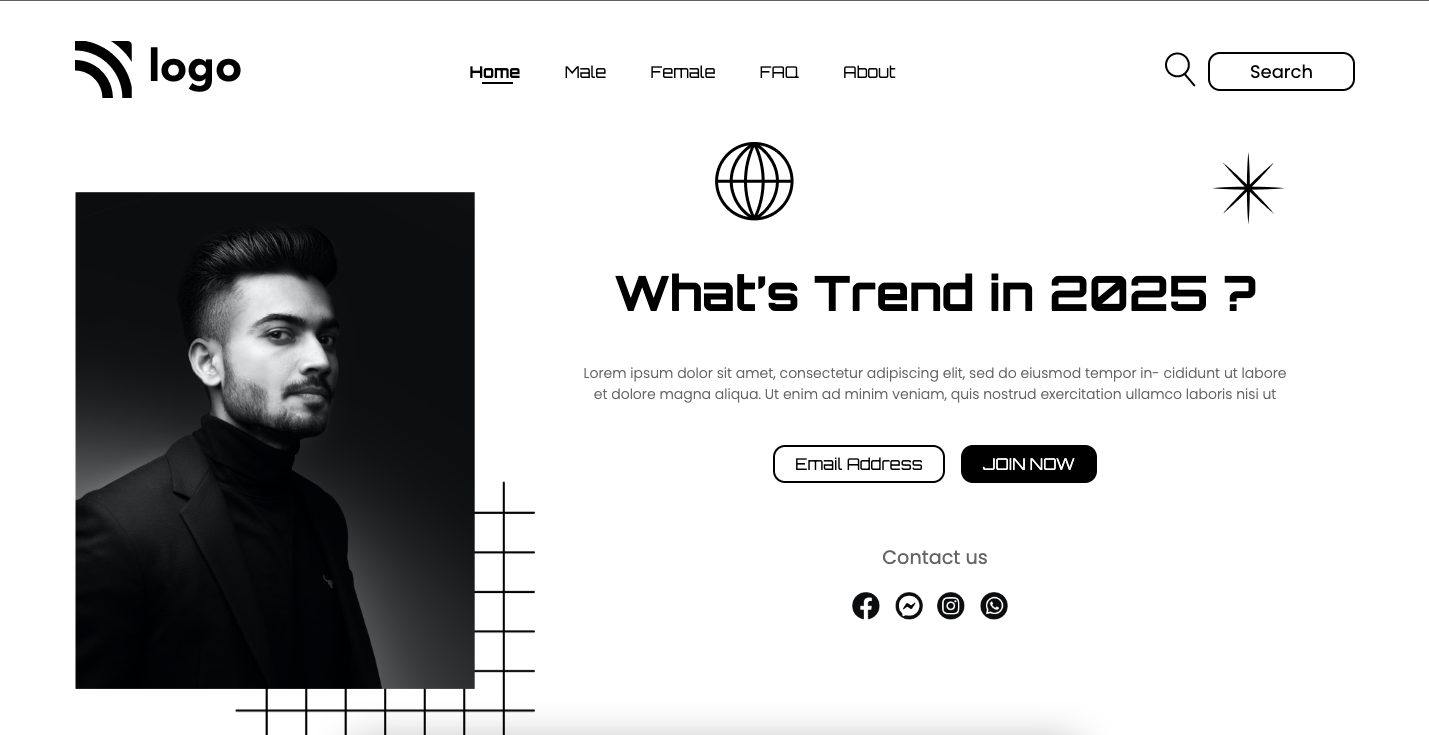 logo
Home Male Female FAQ About
Search
What's Trend in 2025 ?
Lorem ipsum dolor sit amet, consectetur adipiscing elit, sed do eiusmod tempor in- cididunt ut labore
et dolore magna aliqua. Ut enim ad minim veniam, quis nostrud exercitation ullamco laboris nisi ut
Email Address JOIN NOW
Contact us